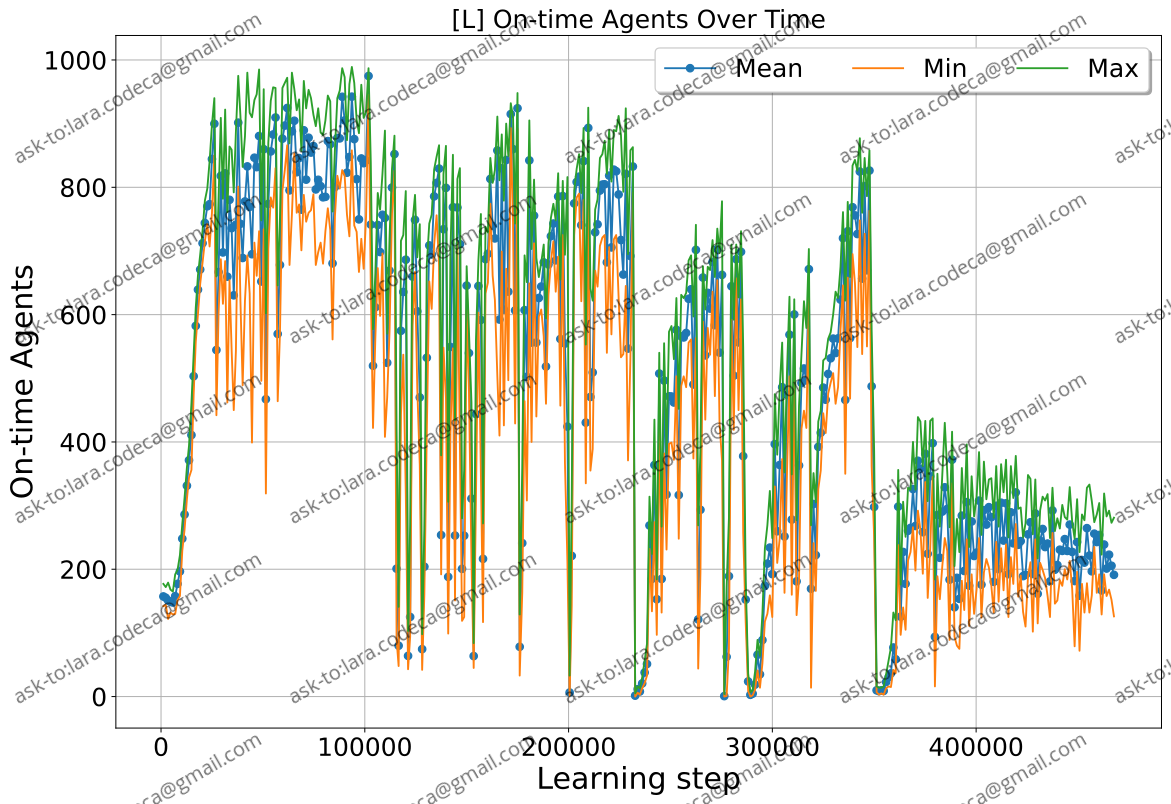 [L] On-time Agents Over Time
Mean Min Max
On-time Agents
1000
800
600
400
200
0
0 100000 200000 300000 400000
Learning step
ask-to:lara.codeca@gmail.com